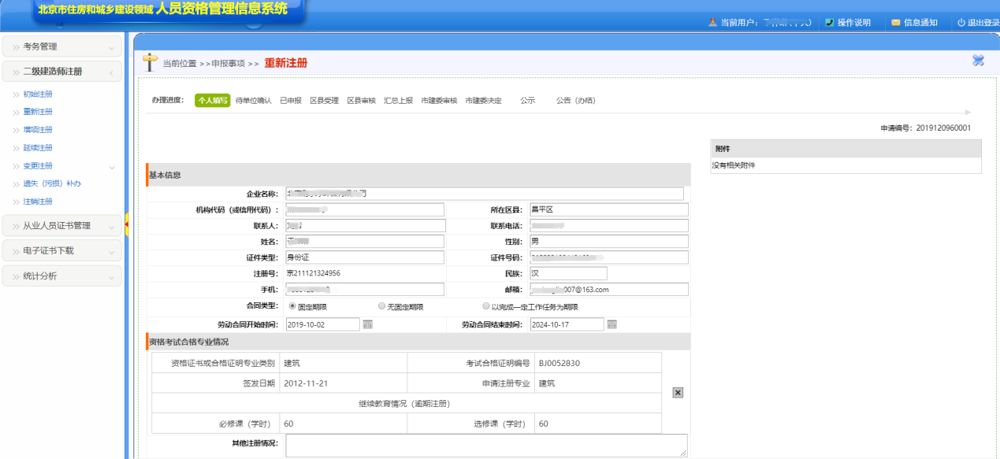 北京市住房和城乡建设领域 人员资格管理信息系统
当前用户： 操作说明 信息通知 退出登录
考务管理
二级建造师注册
初始注册
重新注册
增项注册
延续注册
变更注册
遗失（污损）补办
注销注册
从业人员证书管理
电子证书下载
统计分析
当前位置 >>申报事项 >> 重新注册
办理进度： 个人填写 待单位确认 已申报 区县受理 区县审核 汇总上报 市建委审核 市建委决定 公示 公告（办结）
申请编号：2019120960001
附件
没有相关附件
基本信息
企业名称：
机构代码（或信用代码）： 所在区县： 昌平区
联系人： 联系电话：
姓名： 性别： 男
证件类型： 身份证 证件号码：
注册号： 京211121324956 民族： 汉
手机： 邮箱： 007@163.com
合同类型： 固定期限 无固定期限 以完成一定工作任务为期限
劳动合同开始时间： 2019-10-02 劳动合同结束时间： 2024-10-17
资格考试合格专业情况
资格证书或合格证明专业类别 建筑 考试合格证明编号 BJ0052830
签发日期 2012-11-21 申请注册专业 建筑
继续教育情况（逾期注册）
必修课（学时） 60 选修课（学时） 60
其他注册情况：